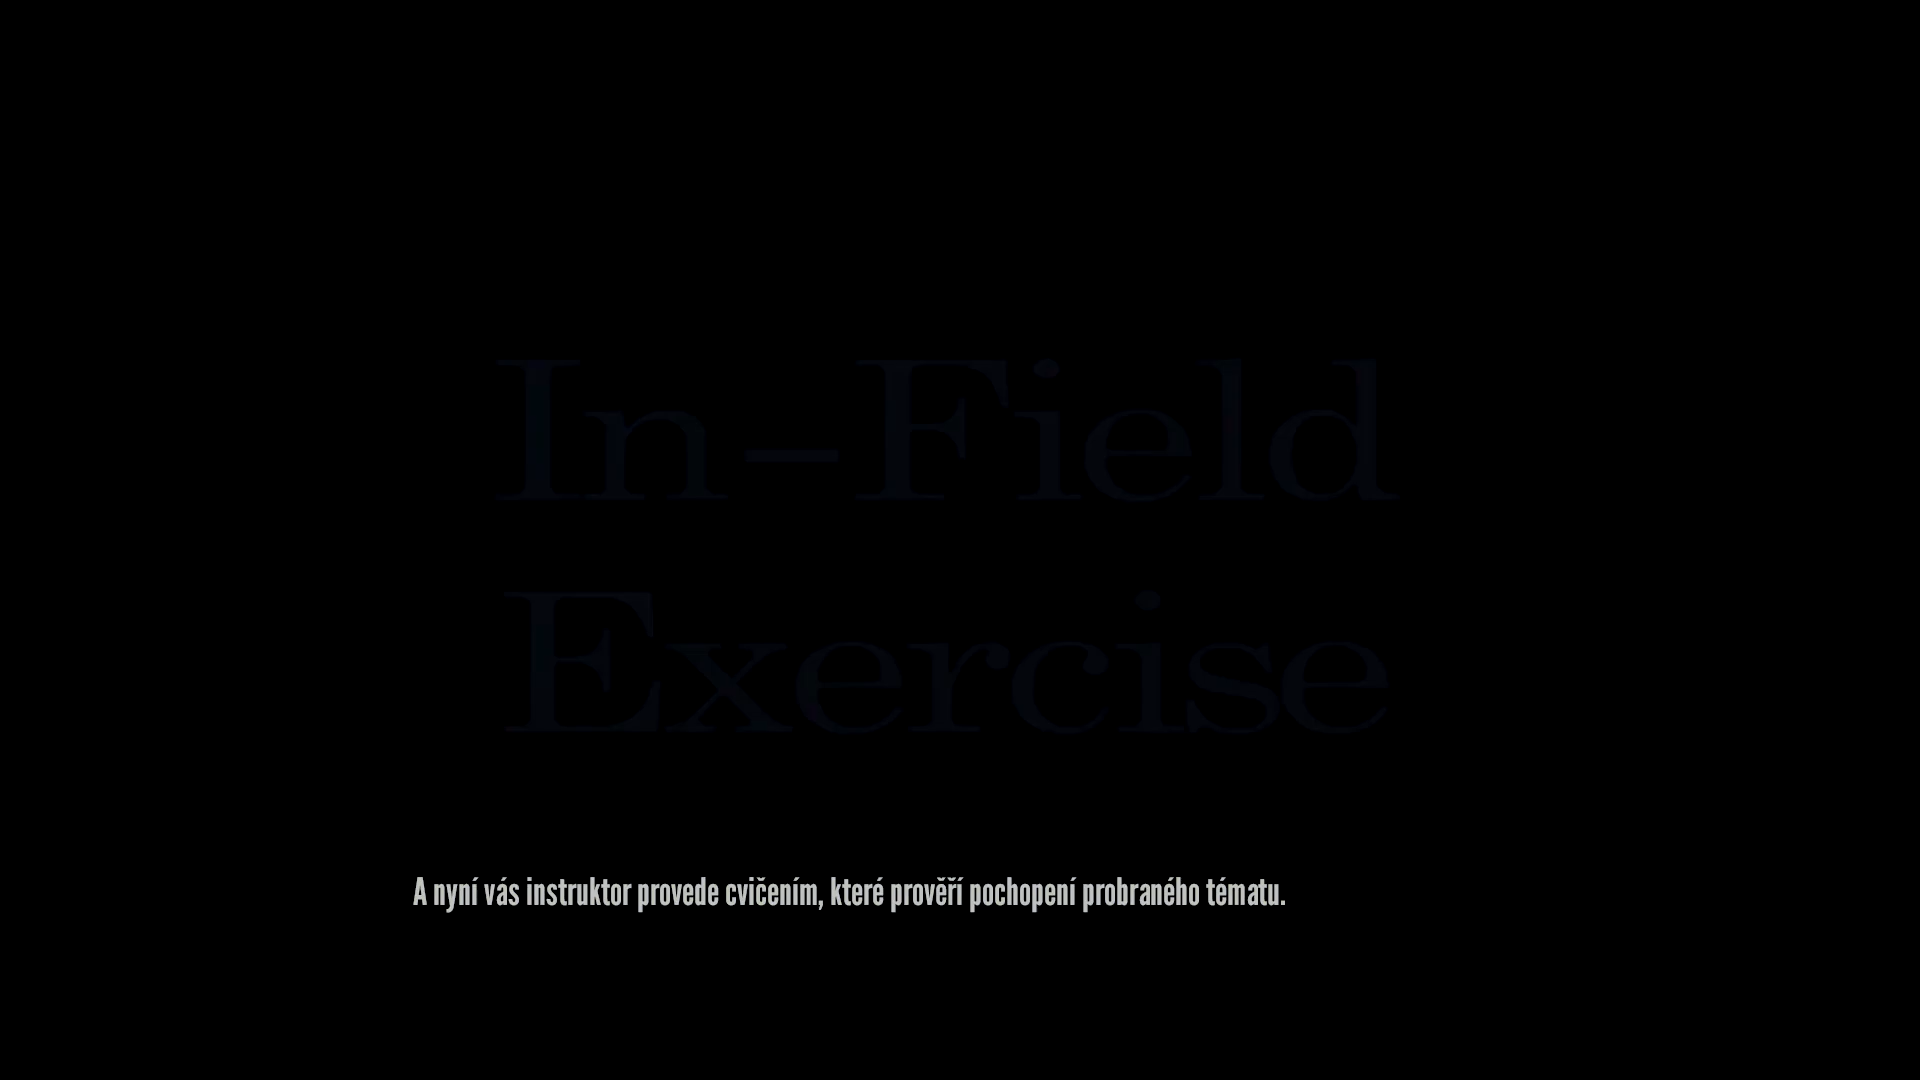 In-Field
Exercise
A nyní vás instruktor provede cvičením, které prověří pochopení probraného tématu.